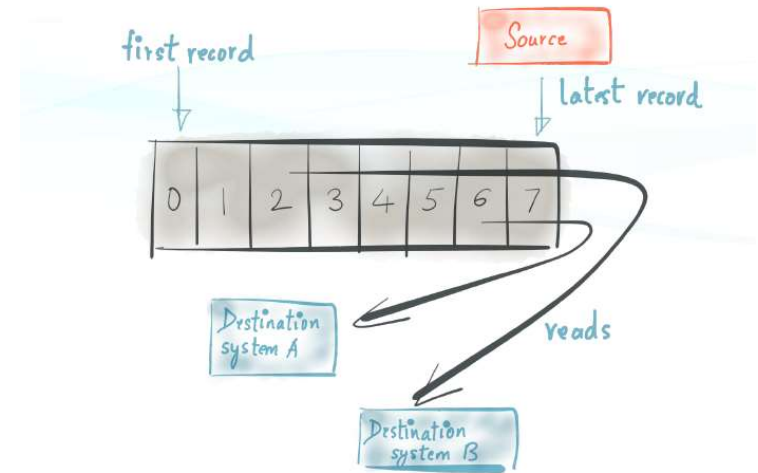 Source
first record
latest record
0 1 2 3 4 5 6 7
Destination
system A
reads
Destination
system B